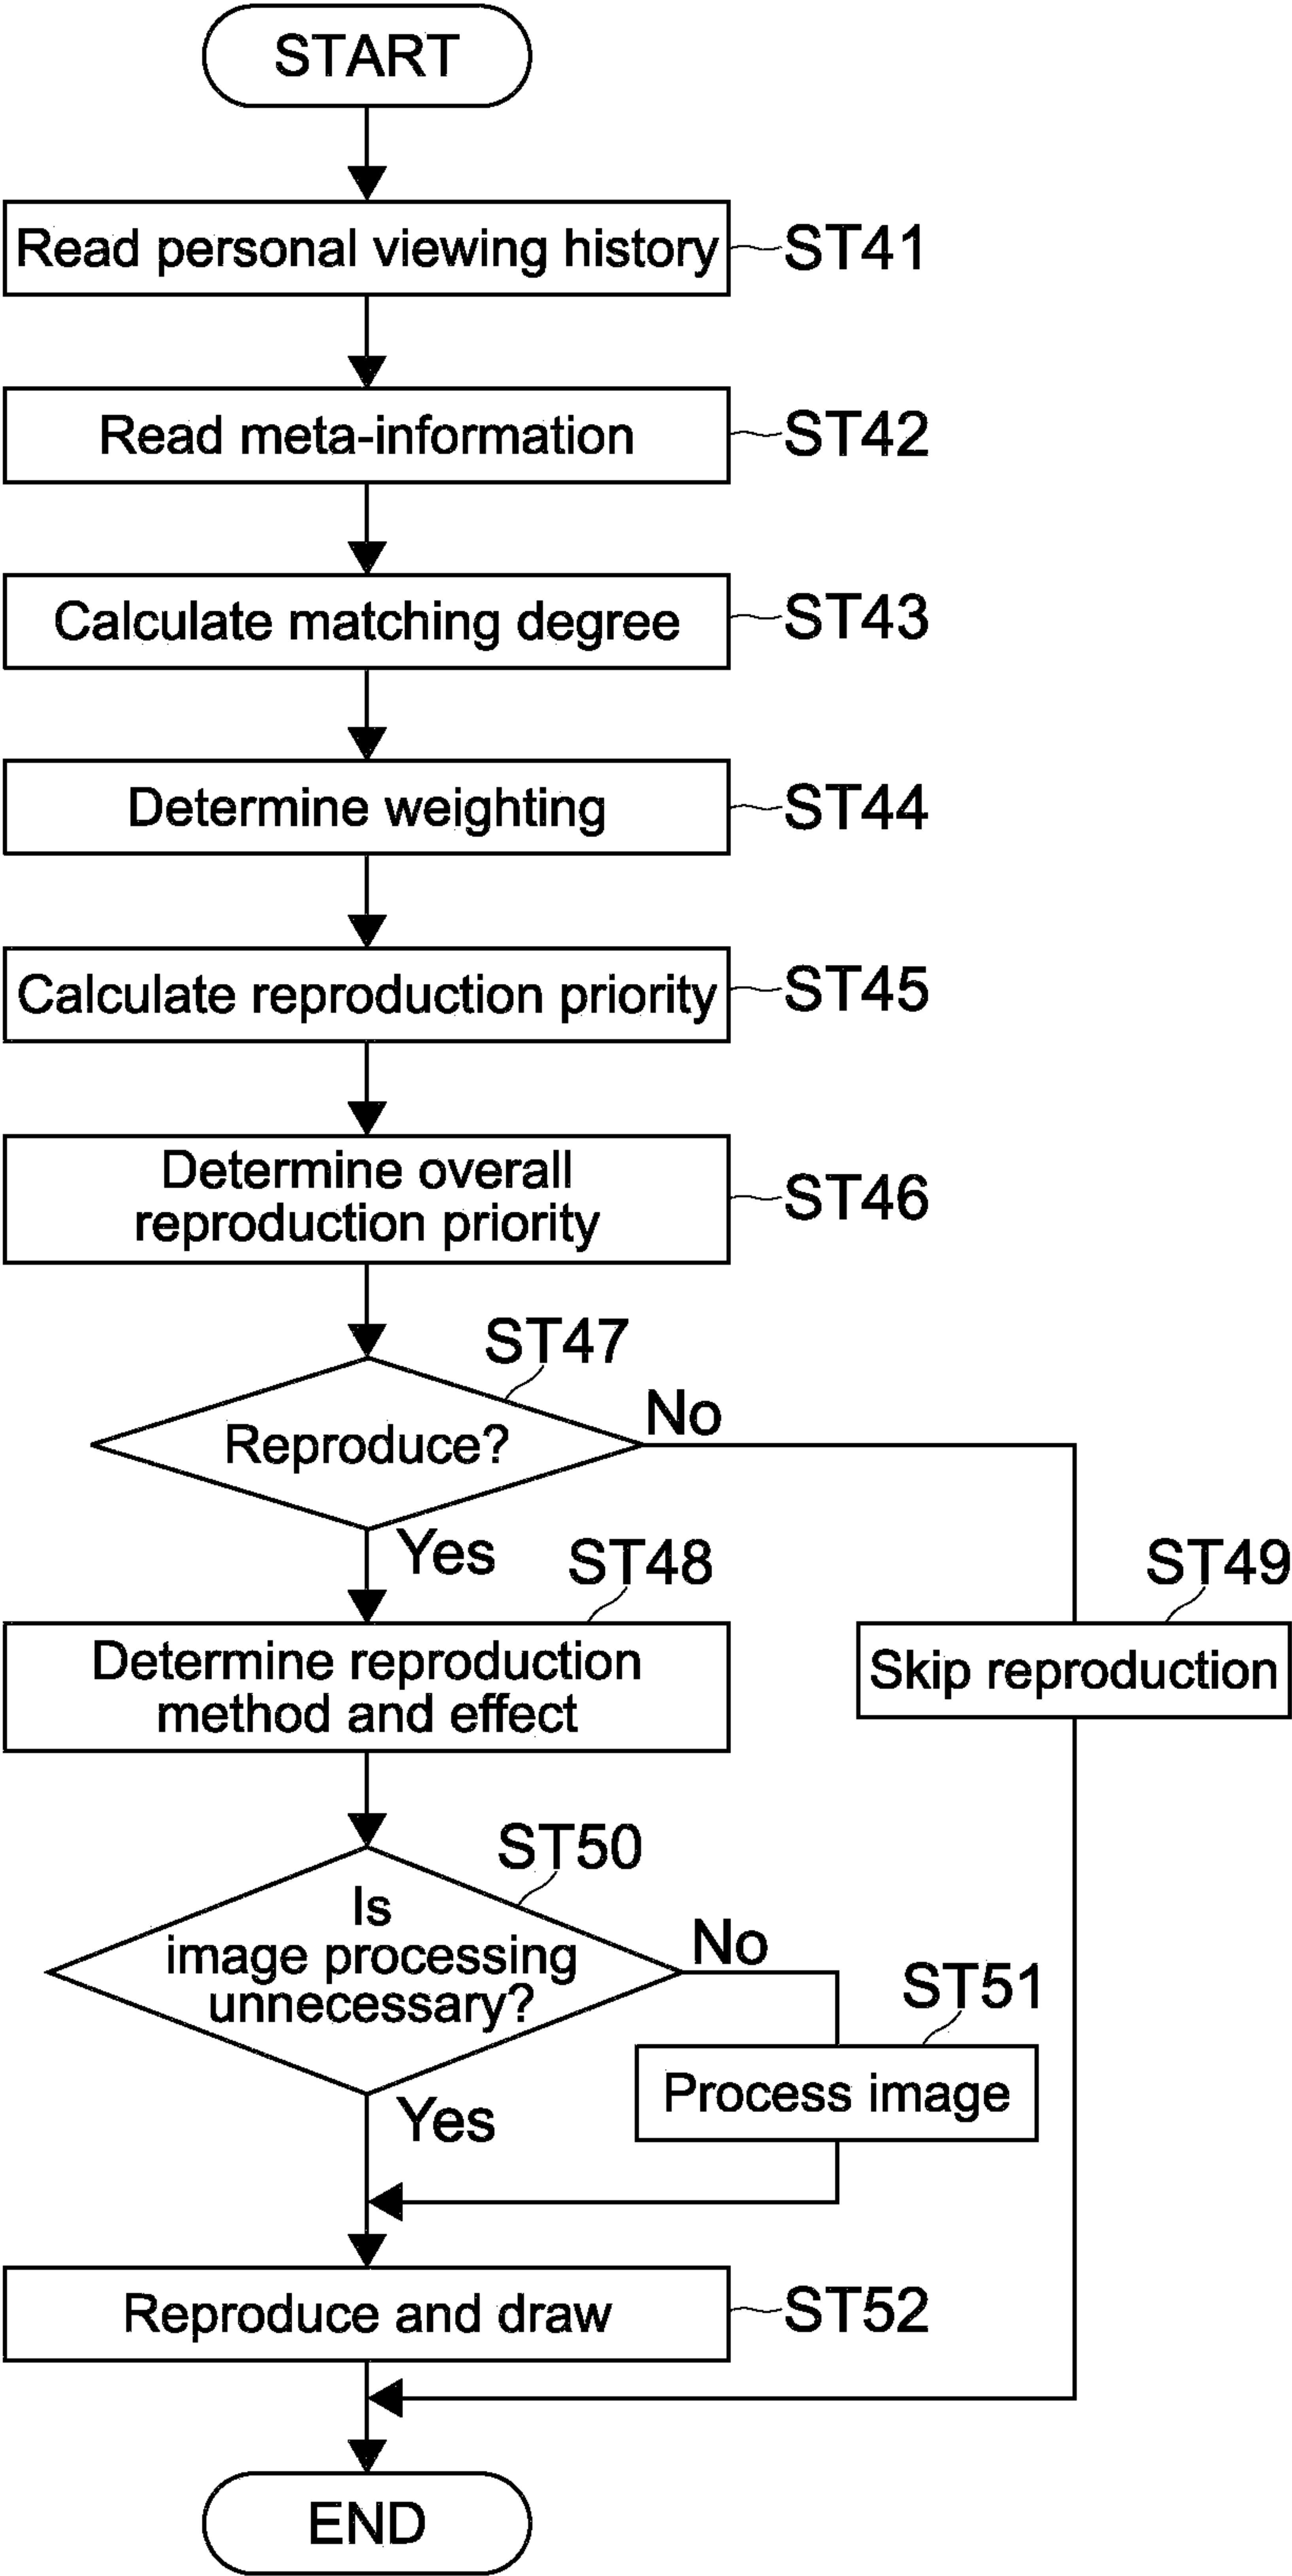 START
Read personal viewing history
ST41
Read meta-information
ST42
Calculate matching degree
ST43
Determine weighting
ST44
Calculate reproduction priority
ST45
Determine overall
reproduction priority
ST46
ST47
Reproduce?
No
Yes
ST48
ST49
Determine reproduction
method and effect
Skip reproduction
ST50
Is
image processing
unnecessary?
No
ST51
Process image
Yes
Reproduce and draw
ST52
END